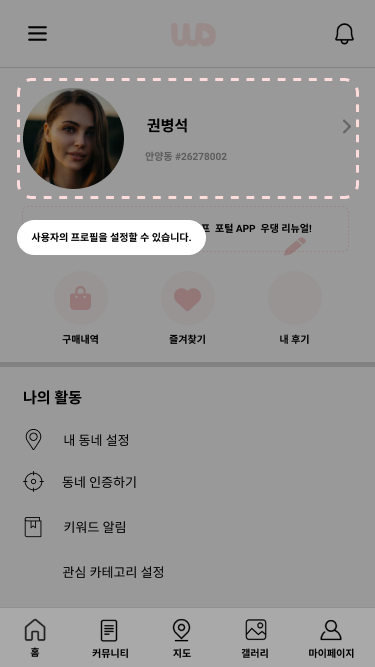 권병석
안양동 #26278002
사용자의 프로필을 설정할 수 있습니다.
프 포털 APP 우댕 리뉴얼!
구매내역
즐겨찾기
내 후기
나의 활동
내 동네 설정
동네 인증하기
키워드 알림
관심 카테고리 설정
홈
커뮤니티
지도
갤러리
마이페이지